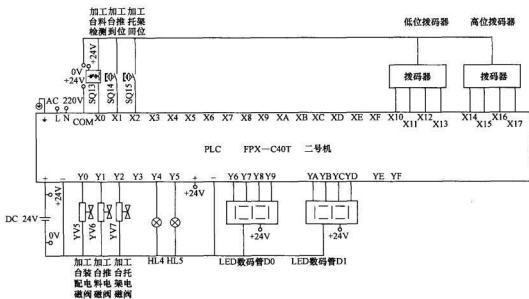 加工 加工 加工
台料 台推 托架
检测 到位 回位
低位拨码器 高位拨码器
0V +24V
+24V
SQ13 SQ14 SQ15
拨码器 拨码器
AC 220V
L N COM X0 X1 X2 X3 X4 X5 X6 X7 X8 X9 XA XB XC XD XE XF X10 X11 X12 X13 X14 X15 X16 X17
PLC FPX—C40T 二号机
+ − Y0 Y1 Y2 Y3 Y4 Y5 + − Y6 Y7 Y8 Y9 YA YB YC YD YE YF
+24V +24V
DC 24V
YV5 YV6 YV7
+24V +24V
0V
HL4 HL5 LED数码管D0 LED数码管D1
加工 加工 加工
台装 台推 台托
配电 料电 架电
磁阀 磁阀 磁阀